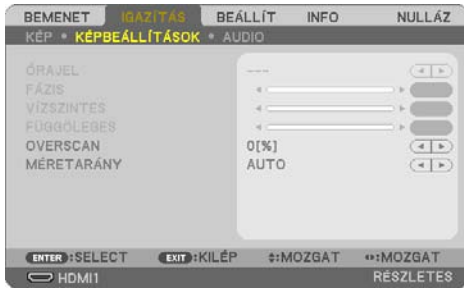 BEMENET IGAZÍTÁS BEÁLLÍT INFO NULLÁZ
KÉP • KÉPBEÁLLÍTÁSOK • AUDIO
ÓRAJEL ---
FÁZIS
VÍZSZINTES
FÜGGÖLEGES
OVERSCAN 0[%]
MÉRETARÁNY AUTO
ENTER :SELECT EXIT :KILÉP :MOZGAT :MOZGAT
HDMI1 RÉSZLETES